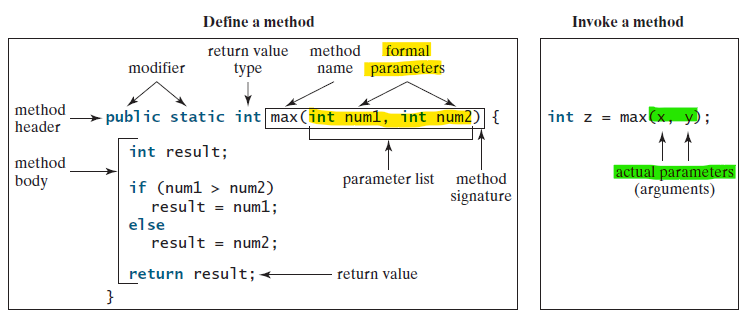 Define a method
Invoke a method
return value method formal
modifier type name parameters
method
header
public static int max(int num1, int num2) {
int z = max(x, y);
method
body
int result;
parameter list
method
signature
actual parameters
(arguments)
if (num1 > num2)
result = num1;
else
result = num2;
return result;
return value
}